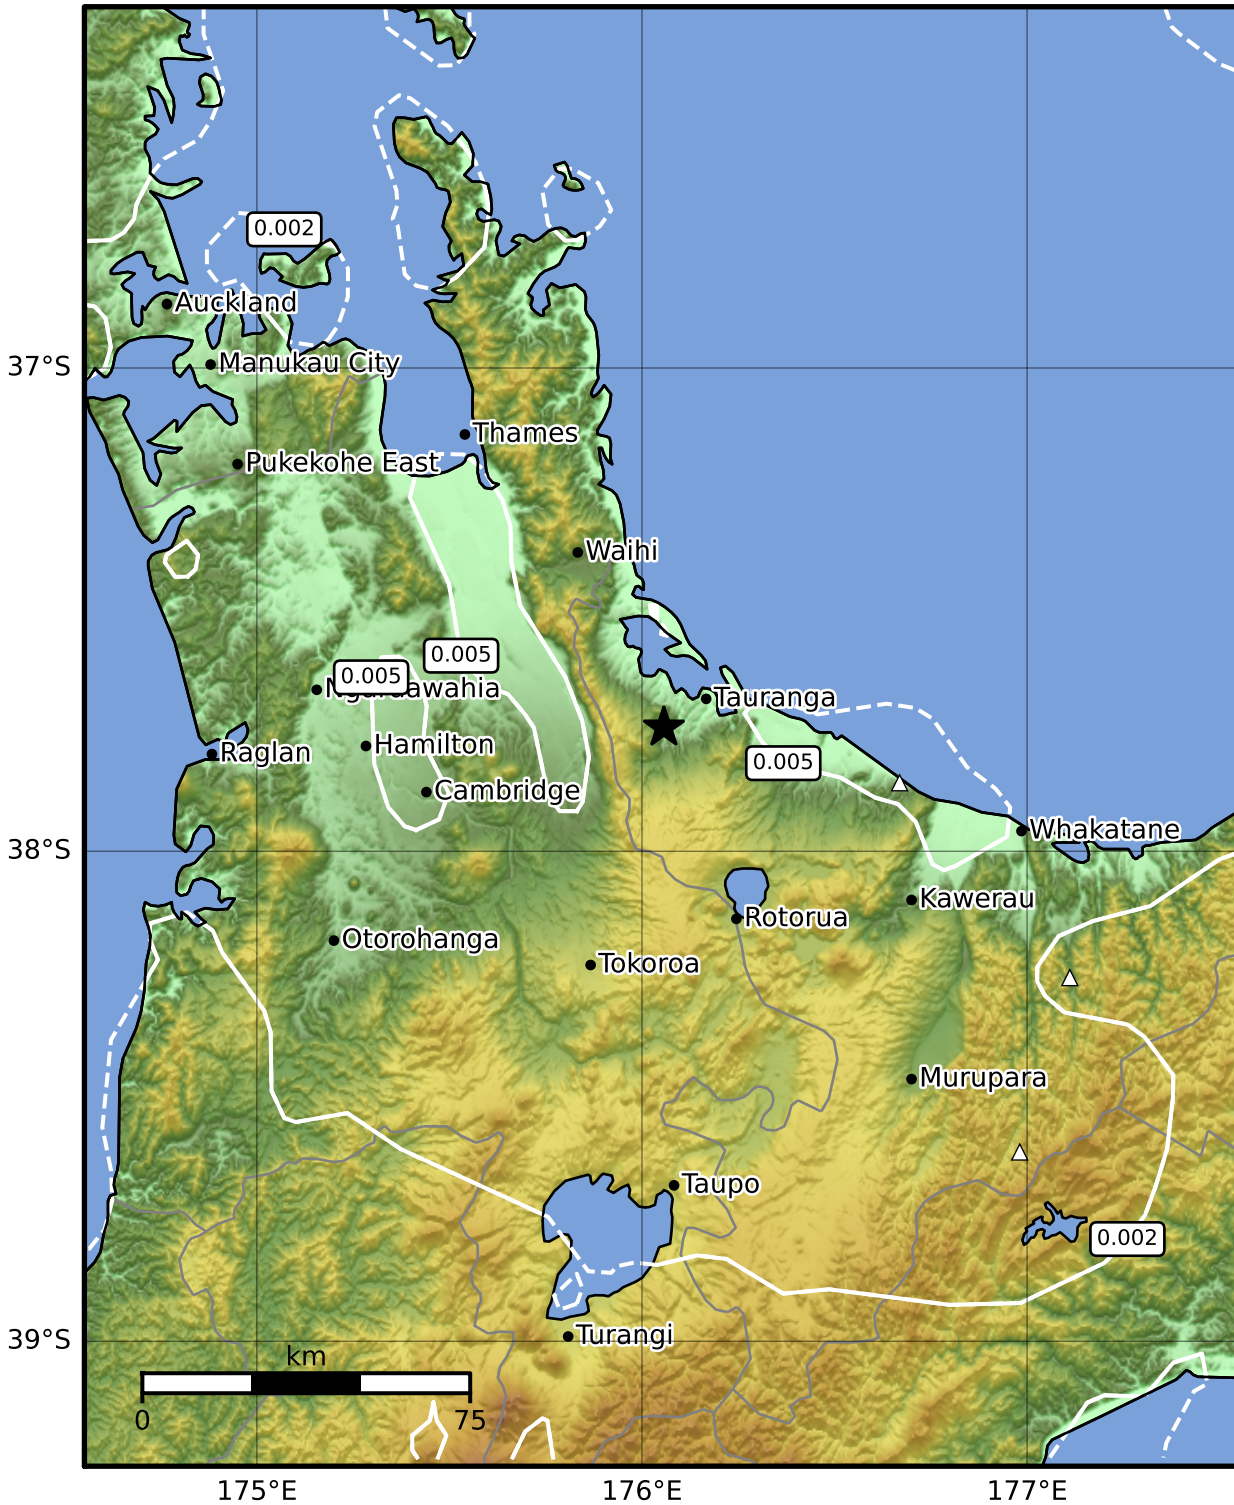 0.002
Auckland
Manukau City
37°S
Thames
Pukekohe East
Waihi
0.005
0.005
Ngaruawahia
Tauranga
Hamilton
Raglan
0.005
Cambridge
Whakatane
38°S
Kawerau
Rotorua
Otorohanga
Tokoroa
Murupara
Taupo
0.002
Turangi
39°S
km
0 75
175°E 176°E 177°E